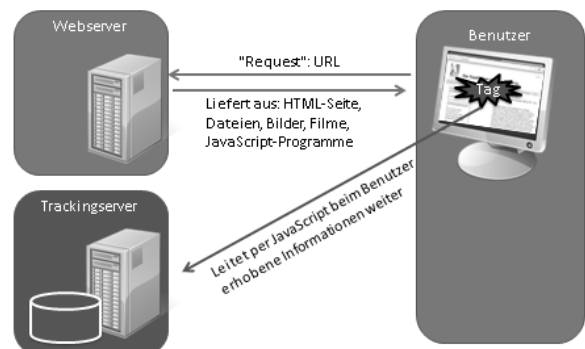 Webserver
Benutzer
"Request": URL
Liefert aus: HTML-Seite,
Dateien, Bilder, Filme,
JavaScript-Programme
Tag
Trackingserver
Leitet per JavaScript beim Benutzer
erhobene Informationen weiter